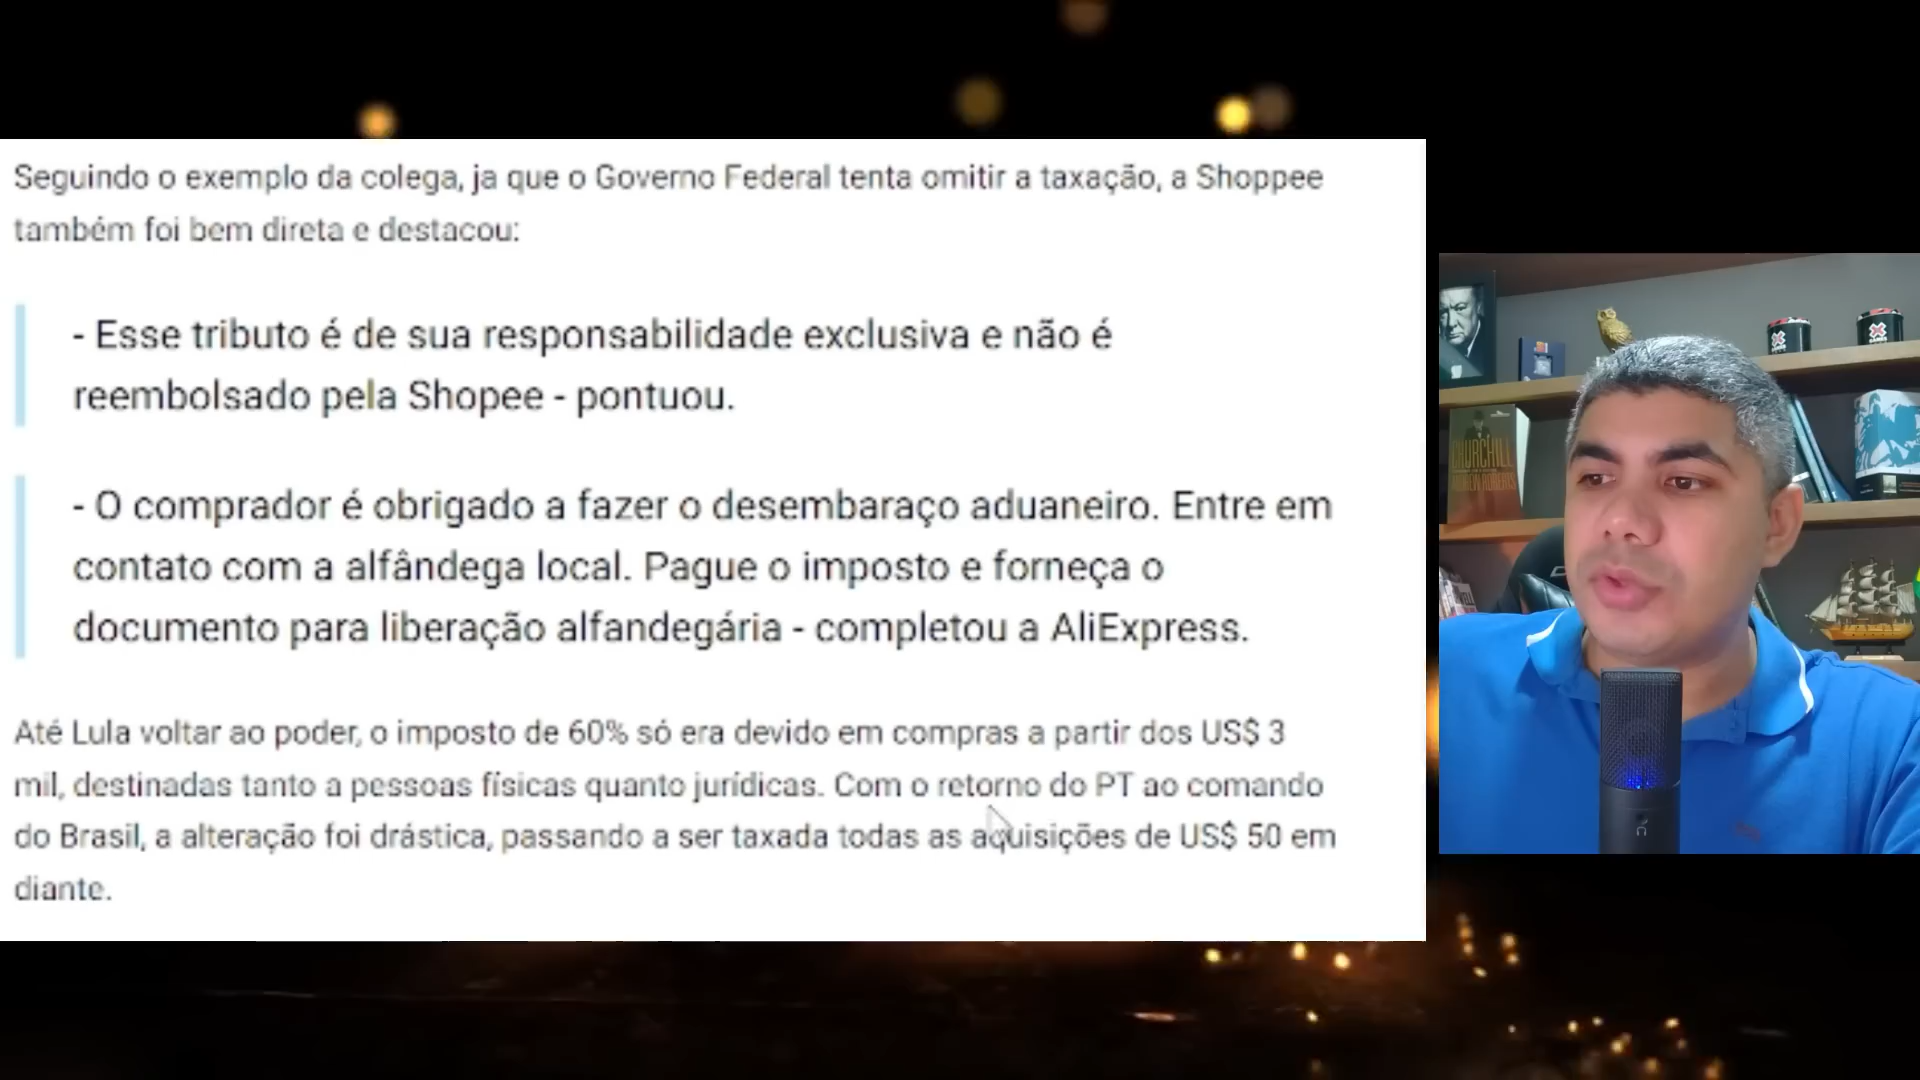 Seguindo o exemplo da colega, ja que o Governo Federal tenta omitir a taxação, a Shoppee
também foi bem direta e destacou:
- Esse tributo é de sua responsabilidade exclusiva e não é
reembolsado pela Shopee - pontuou.
- O comprador é obrigado a fazer o desembaraço aduaneiro. Entre em
contato com a alfândega local. Pague o imposto e forneça o
documento para liberação alfandegária - completou a AliExpress.
Até Lula voltar ao poder, o imposto de 60% só era devido em compras a partir dos US$ 3
mil, destinadas tanto a pessoas físicas quanto jurídicas. Com o retorno do PT ao comando
do Brasil, a alteração foi drástica, passando a ser taxada todas as aquisições de US$ 50 em
diante.
CHURCHILL